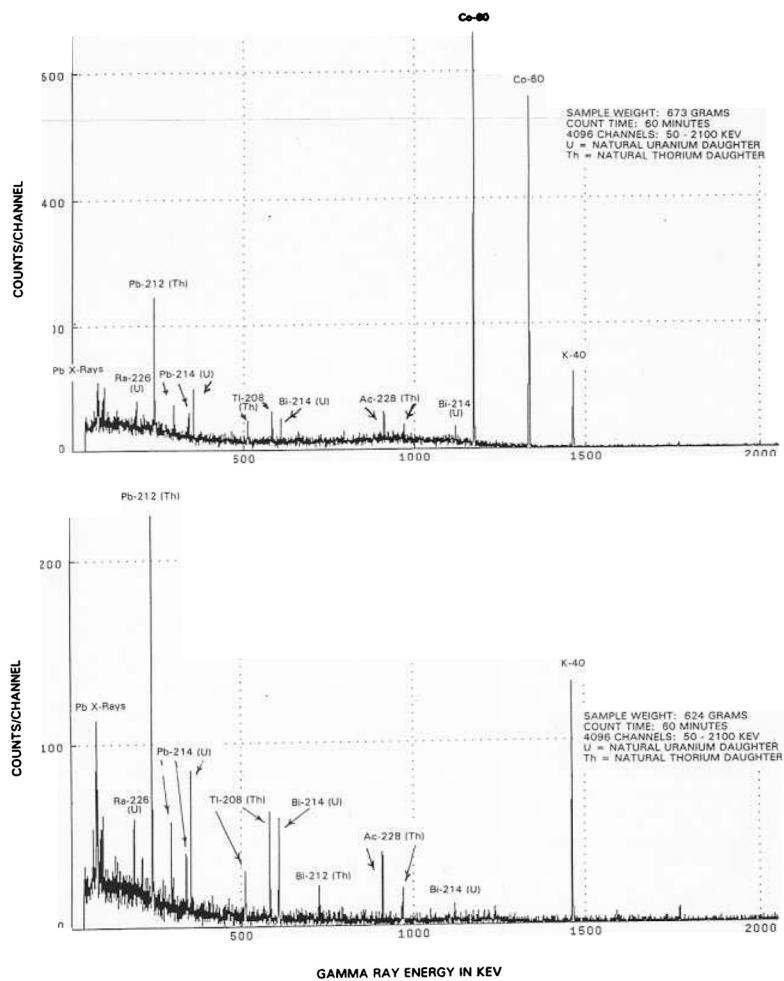 Co-60
500
Co-60
SAMPLE WEIGHT: 673 GRAMS
COUNT TIME: 60 MINUTES
4096 CHANNELS: 50 - 2100 KEV
U = NATURAL URANIUM DAUGHTER
Th = NATURAL THORIUM DAUGHTER
COUNTS/CHANNEL
400
Pb-212 (Th)
00
K-40
Pb X-Rays
Ra-226
(U)
Pb-214 (U)
Tl-208
(Th)
Bi-214 (U)
Ac-228 (Th)
Bi-214
(U)
0
500
1000
1500
2000
Pb-212 (Th)
200
COUNTS/CHANNEL
K-40
Pb X-Rays
SAMPLE WEIGHT: 624 GRAMS
COUNT TIME: 60 MINUTES
4096 CHANNELS: 50 - 2100 KEV
U = NATURAL URANIUM DAUGHTER
Th = NATURAL THORIUM DAUGHTER
100
Pb-214 (U)
Ra-226
(U)
Tl-208 (Th)
Bi-214 (U)
Ac-228 (Th)
Bi-212 (Th)
Bi-214 (U)
0
500
1000
1500
2000
GAMMA RAY ENERGY IN KEV